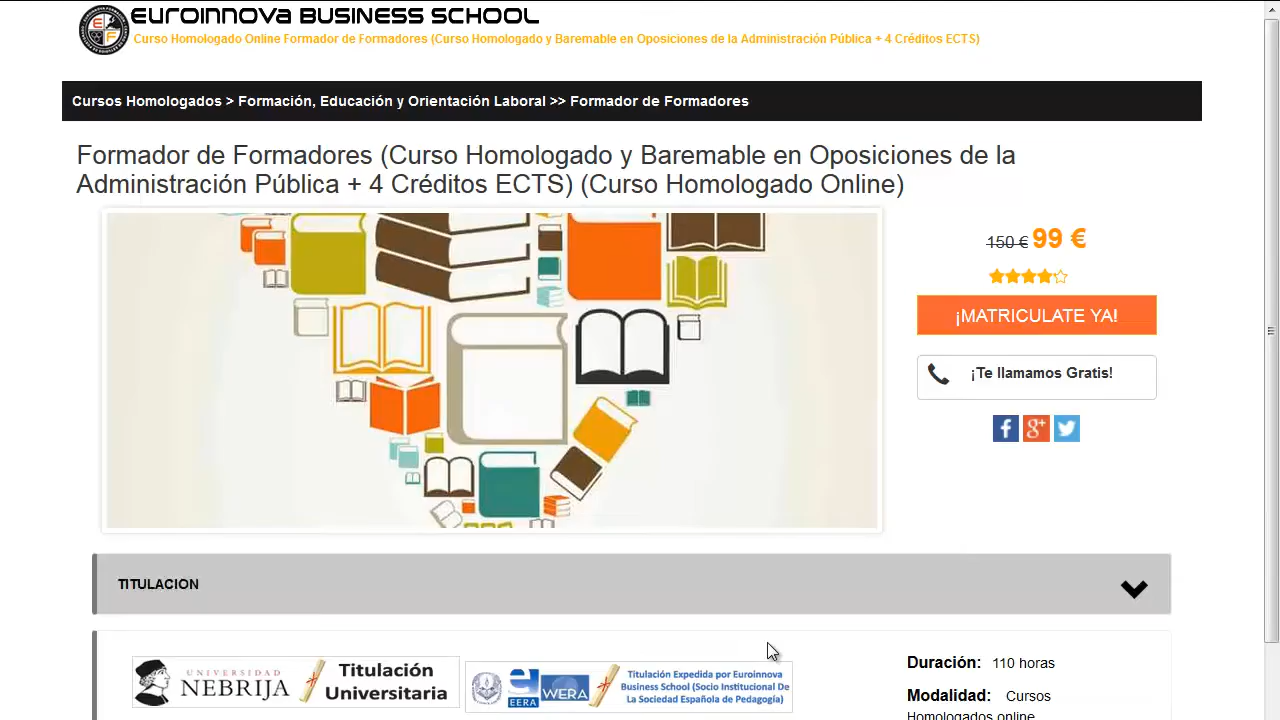 EUROINNOVA BUSINESS SCHOOL
Curso Homologado Online Formador de Formadores (Curso Homologado y Baremable en Oposiciones de la Administración Pública + 4 Créditos ECTS)
Cursos Homologados > Formación, Educación y Orientación Laboral >> Formador de Formadores
Formador de Formadores (Curso Homologado y Baremable en Oposiciones de la
Administración Pública + 4 Créditos ECTS) (Curso Homologado Online)
150 € 99 €
¡MATRICULATE YA!
¡Te llamamos Gratis!
TITULACION
UNIVERSIDAD
NEBRIJA
Titulación
Universitaria
EERA
WERA
Titulación Expedida por Euroinnova
Business School (Socio Institucional De
La Sociedad Española de Pedagogía)
Duración: 110 horas
Modalidad: Cursos
Homologados online